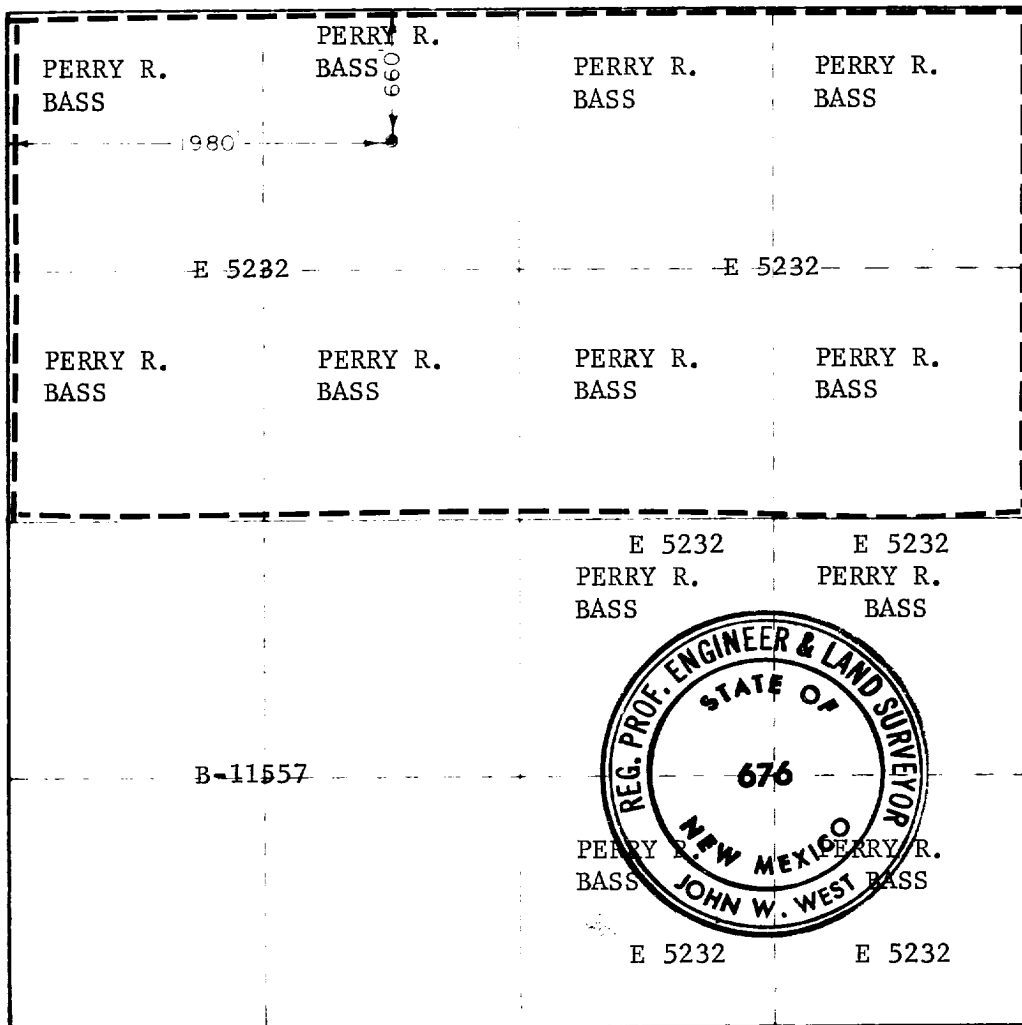 PERRY R.
BASS
PERRY R.
BASS
660'
PERRY R.
BASS
PERRY R.
BASS
1980'
E 5232
E 5232
PERRY R.
BASS
PERRY R.
BASS
PERRY R.
BASS
PERRY R.
BASS
E 5232
E 5232
PERRY R.
BASS
PERRY R.
BASS
REG. PROF. ENGINEER & LAND SURVEYOR
STATE OF
676
NEW MEXICO
JOHN W. WEST
B-11557
PERRY R.
BASS
PERRY R.
BASS
E 5232
E 5232